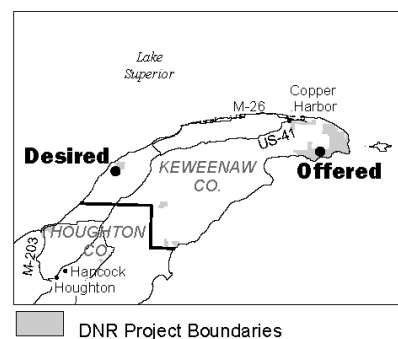 Lake
Superior
Copper
Harbor
M-26
US-41
Desired
Offered
KEWEENAW
CO.
HOUGHTON
CO.
M-203
Hancock
Houghton
DNR Project Boundaries